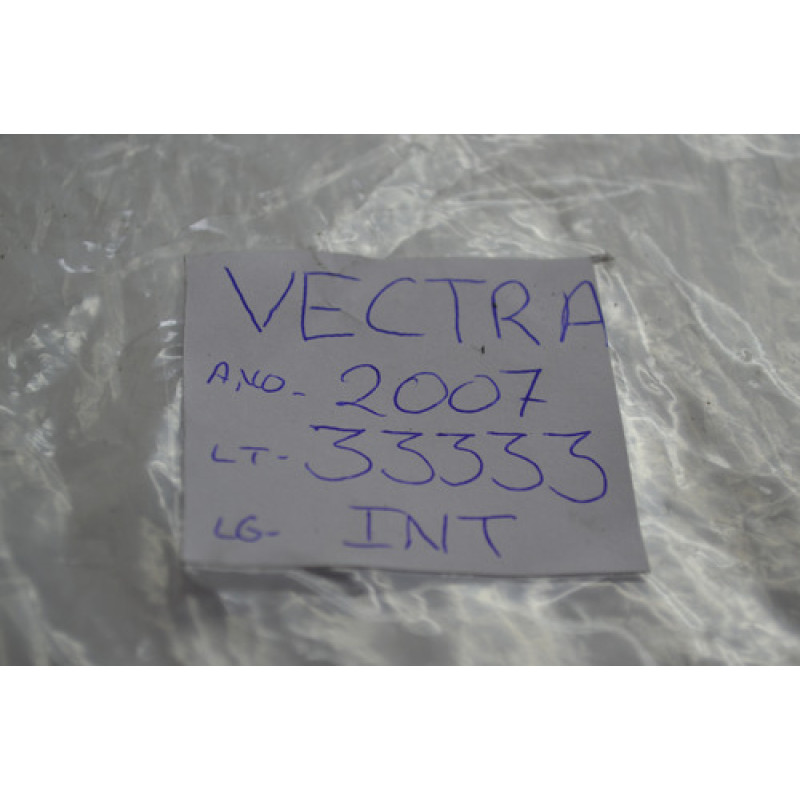 VECTRA
ANO- 2007
LT- 33333
LG- INT